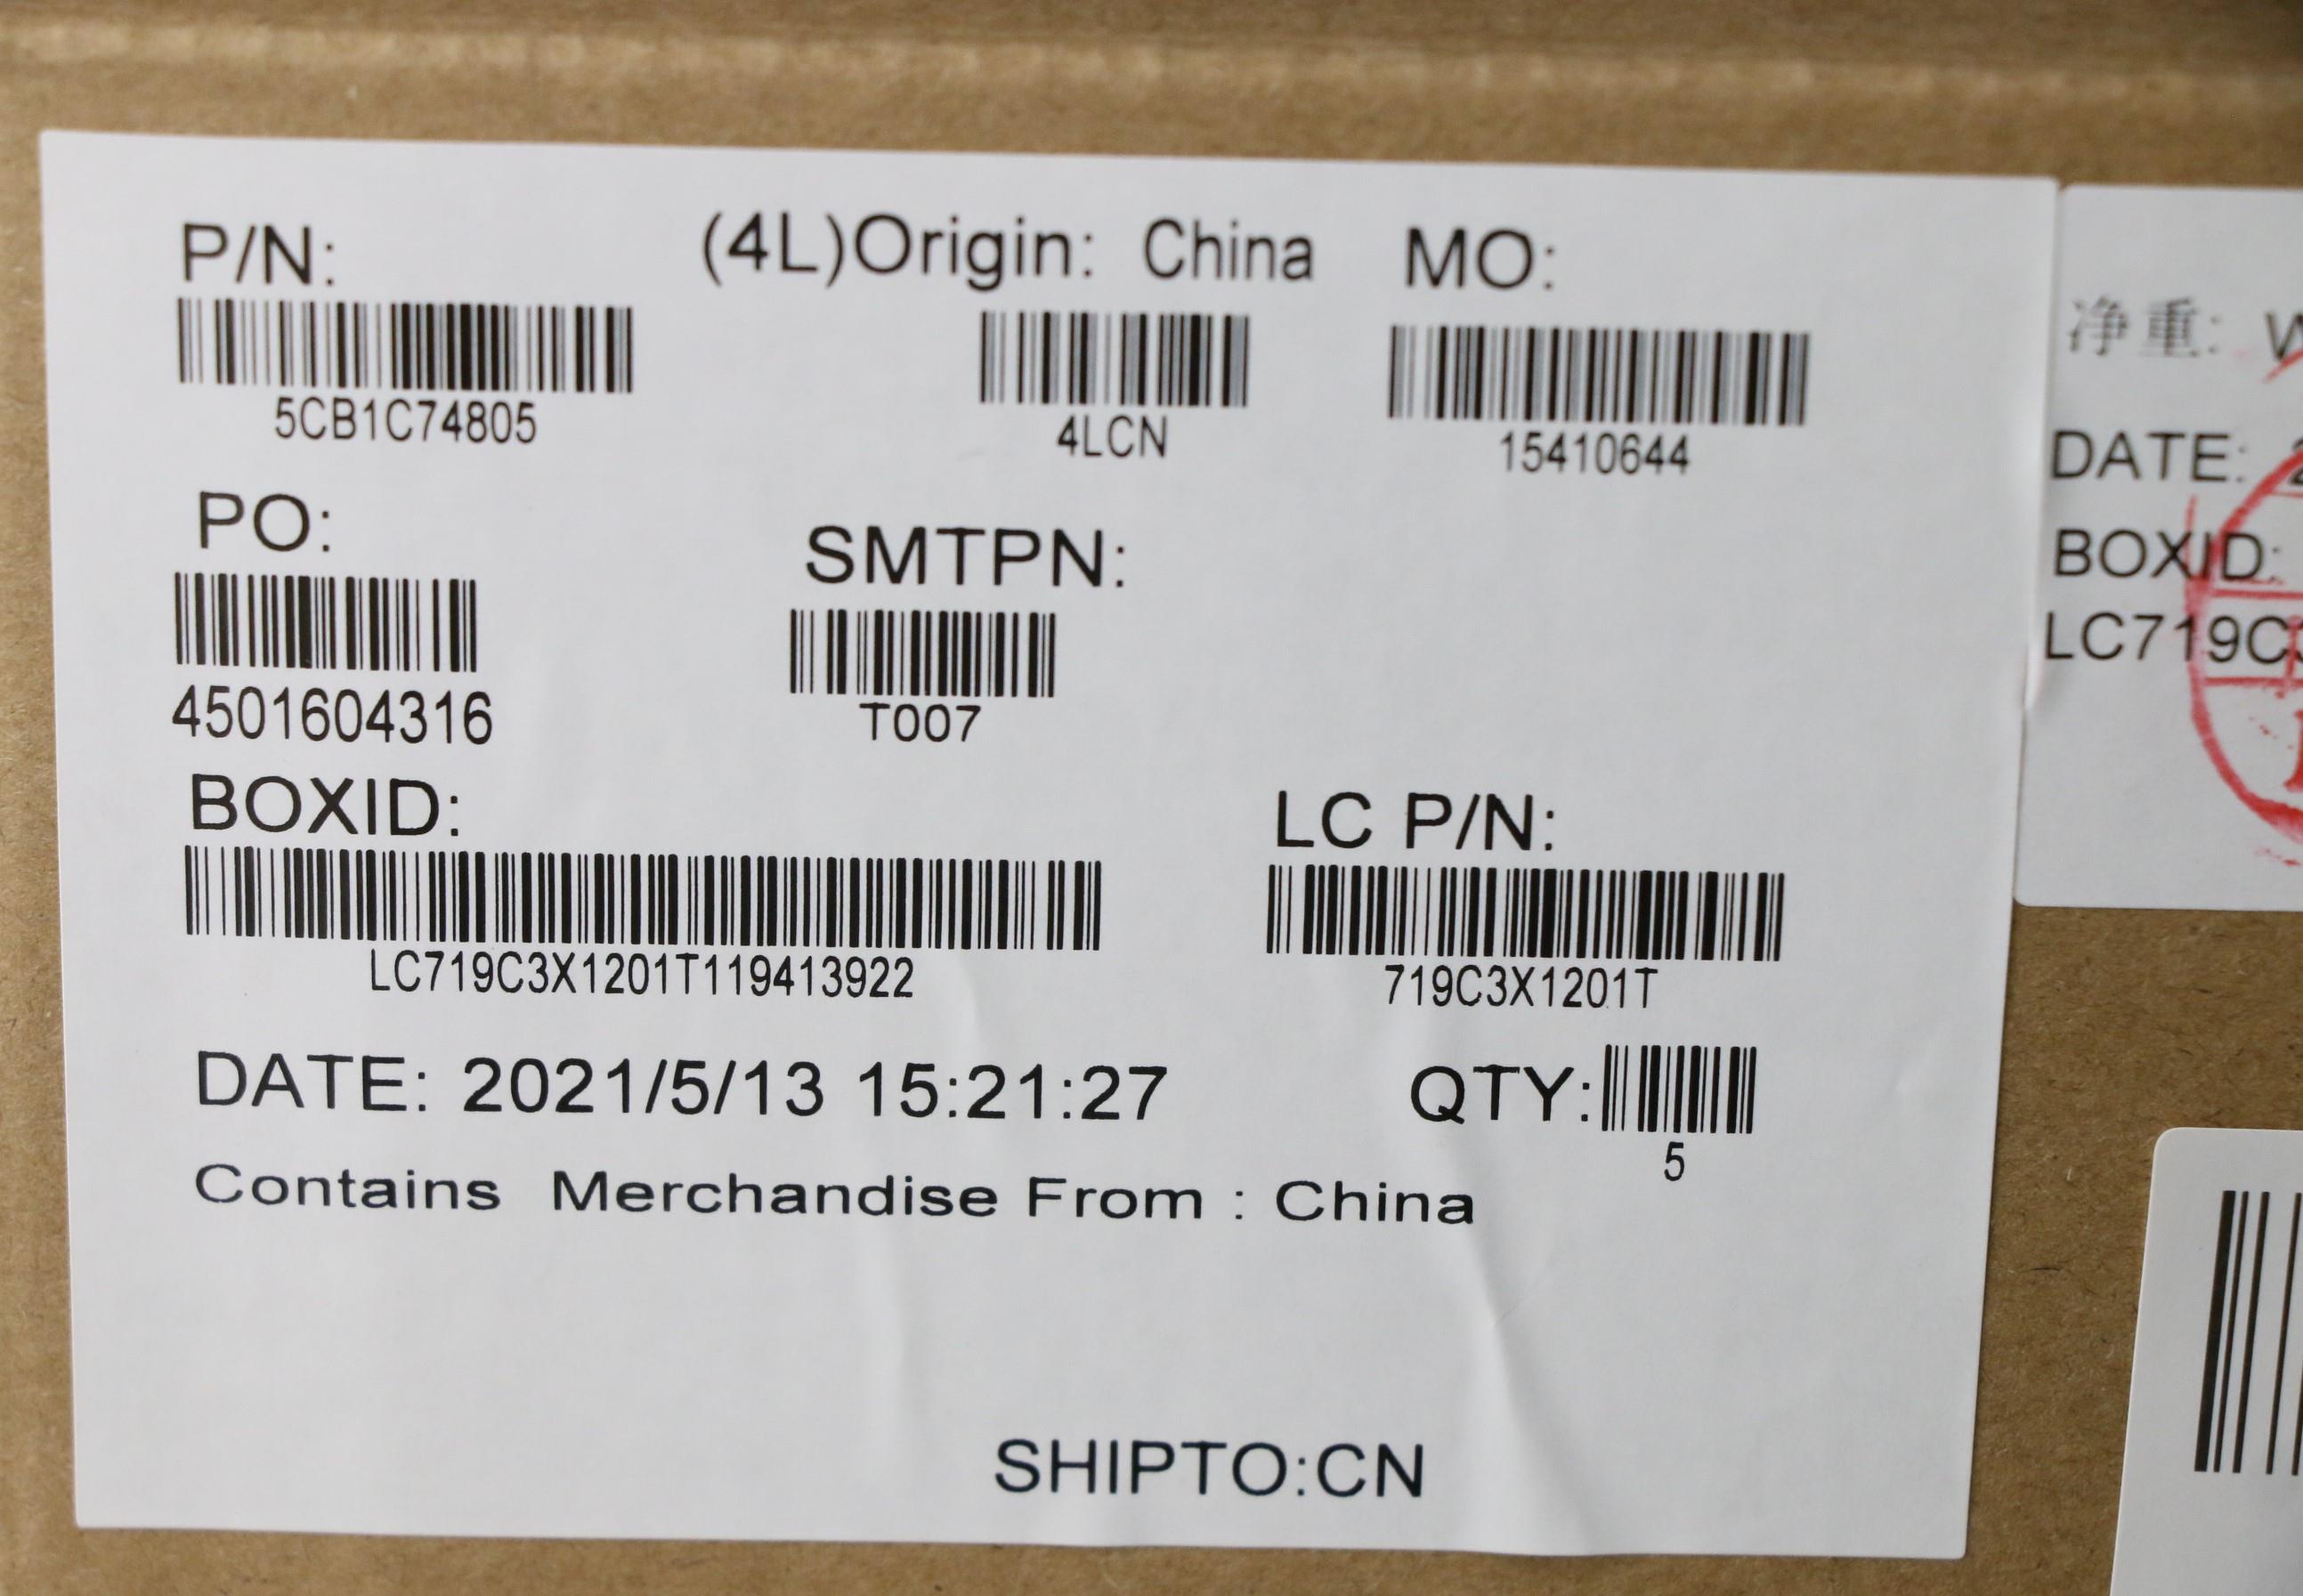 P/N: (4L)Origin: China MO:
5CB1C74805 4LCN 15410644
PO: SMTPN:
4501604316 T007
BOXID: LC P/N:
LC719C3X1201T119413922 719C3X1201T
DATE: 2021/5/13 15:21:27 QTY:
5
Contains Merchandise From : China
SHIPTO:CN
净重:
DATE:
BOXID:
LC719C